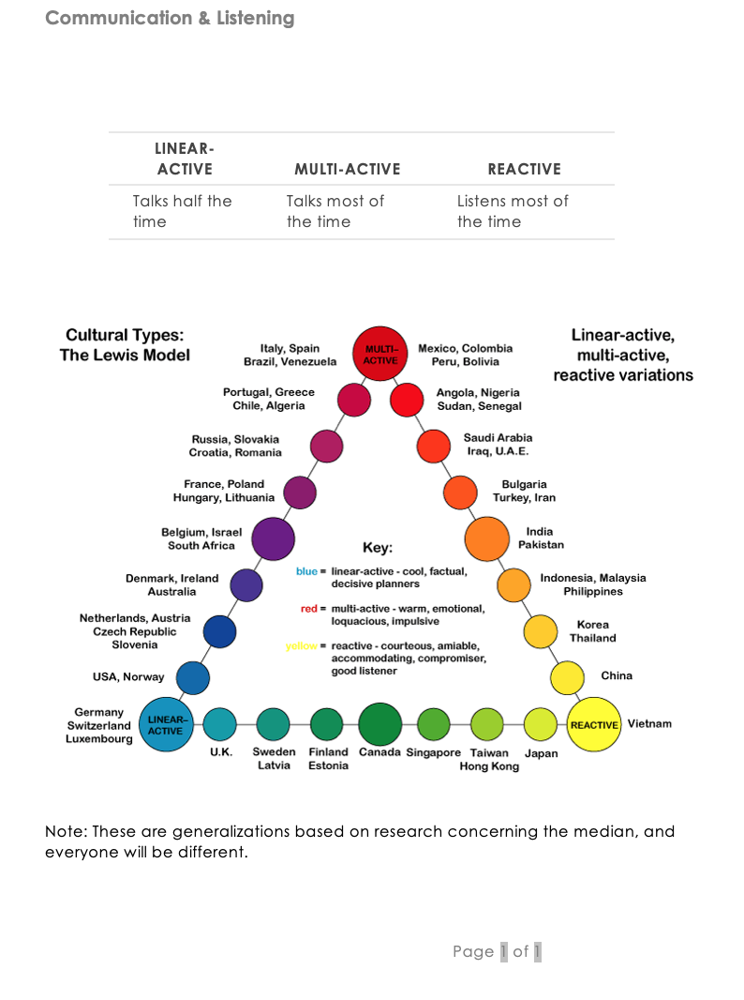 Communication & Listening
LINEAR-
ACTIVE
MULTI-ACTIVE
REACTIVE
Talks half the
time
Talks most of
the time
Listens most of
the time
Cultural Types:
The Lewis Model
Linear-active,
multi-active,
reactive variations
MULTI-
ACTIVE
Italy, Spain
Brazil, Venezuela
Mexico, Colombia
Peru, Bolivia
Portugal, Greece
Chile, Algeria
Angola, Nigeria
Sudan, Senegal
Russia, Slovakia
Croatia, Romania
Saudi Arabia
Iraq, U.A.E.
France, Poland
Hungary, Lithuania
Bulgaria
Turkey, Iran
Belgium, Israel
South Africa
India
Pakistan
Key:
blue = linear-active - cool, factual,
decisive planners
red = multi-active - warm, emotional,
loquacious, impulsive
yellow = reactive - courteous, amiable,
accommodating, compromiser,
good listener
Denmark, Ireland
Australia
Indonesia, Malaysia
Philippines
Netherlands, Austria
Czech Republic
Slovenia
Korea
Thailand
USA, Norway
China
Germany
Switzerland
Luxembourg
LINEAR-
ACTIVE
REACTIVE
Vietnam
U.K.
Sweden
Latvia
Finland
Estonia
Canada
Singapore
Taiwan
Hong Kong
Japan
Note: These are generalizations based on research concerning the median, and
everyone will be different.
Page 1 of 1